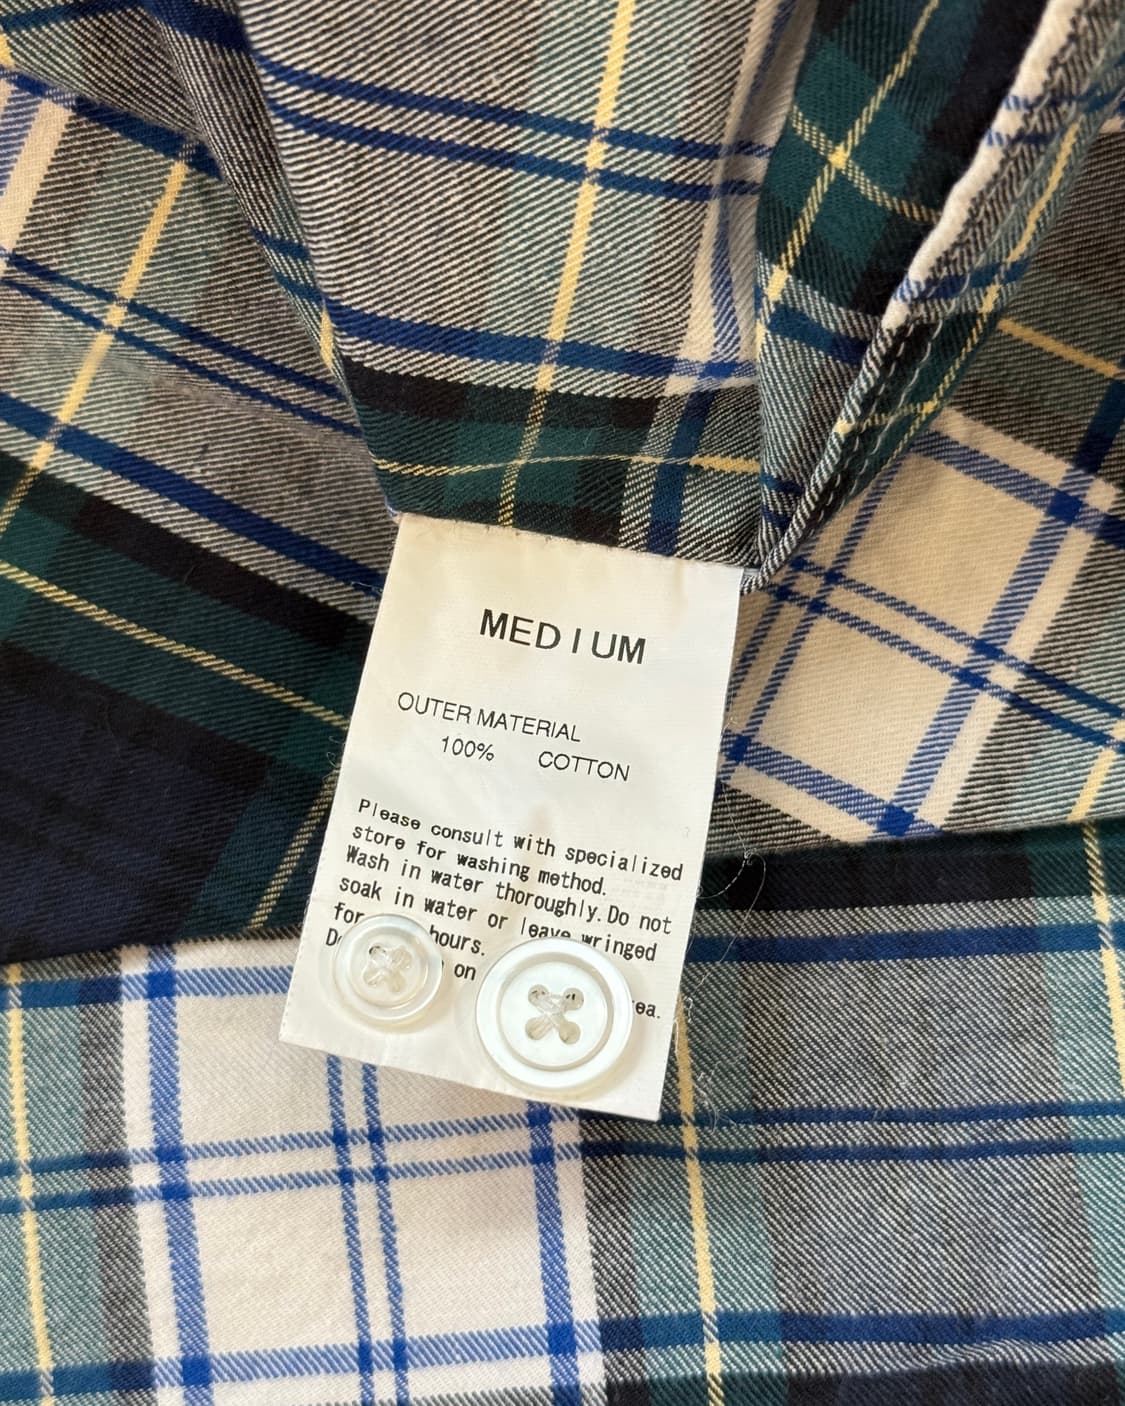 MEDIUM
OUTER MATERIAL
100% COTTON
Please consult with specialized
store for washing method.
Wash in water thoroughly. Do not
soak in water or leave wringed
for hours.
on